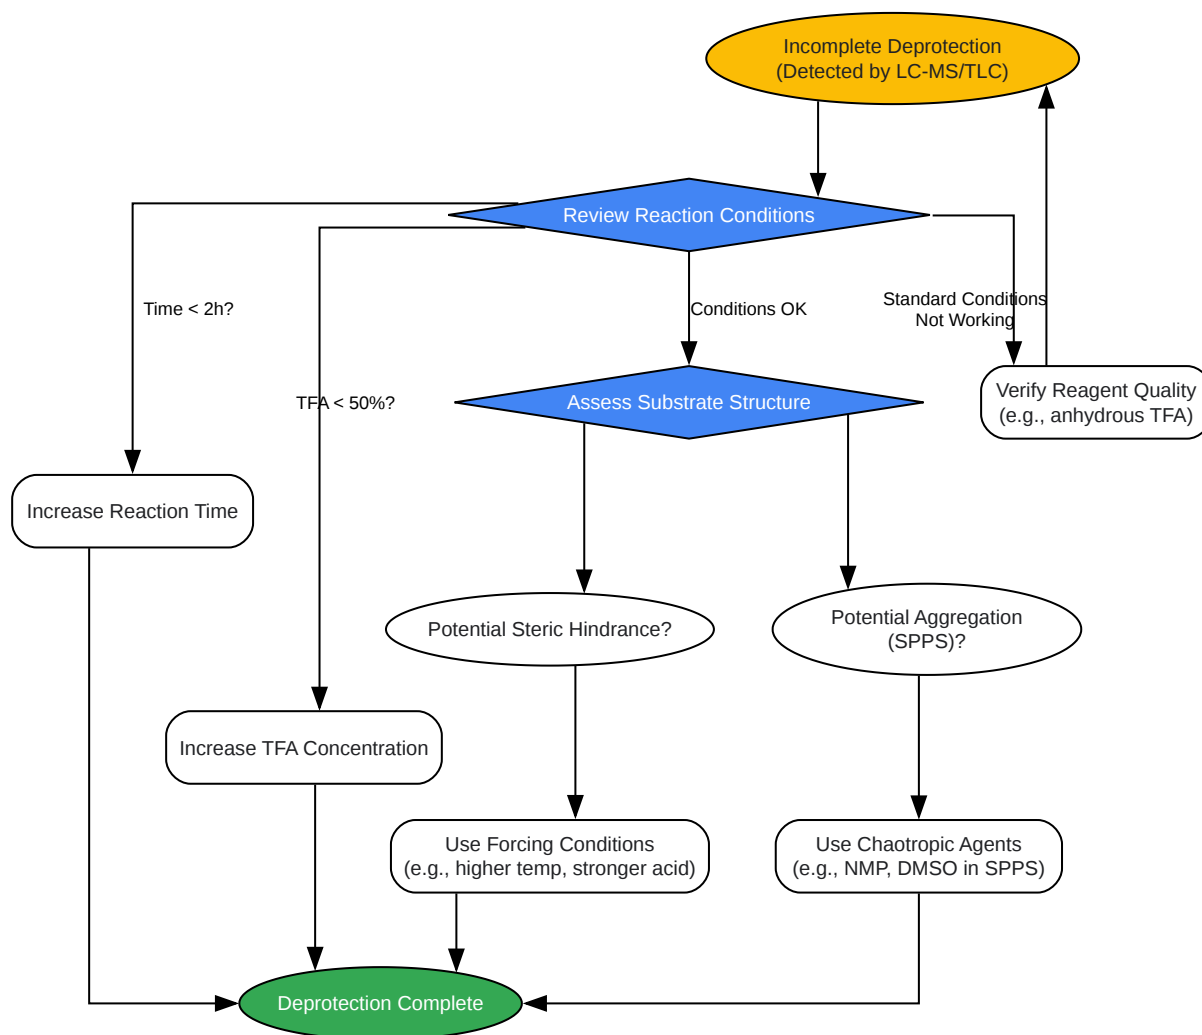 Incomplete Deprotection
(Detected by LC-MS/TLC)
Review Reaction Conditions
Time < 2h?
Conditions OK
Standard Conditions
Not Working
TFA < 50%?
Assess Substrate Structure
Verify Reagent Quality
(e.g., anhydrous TFA)
Increase Reaction Time
Potential Steric Hindrance?
Potential Aggregation
(SPPS)?
Increase TFA Concentration
Use Forcing Conditions
(e.g., higher temp, stronger acid)
Use Chaotropic Agents
(e.g., NMP, DMSO in SPPS)
Deprotection Complete